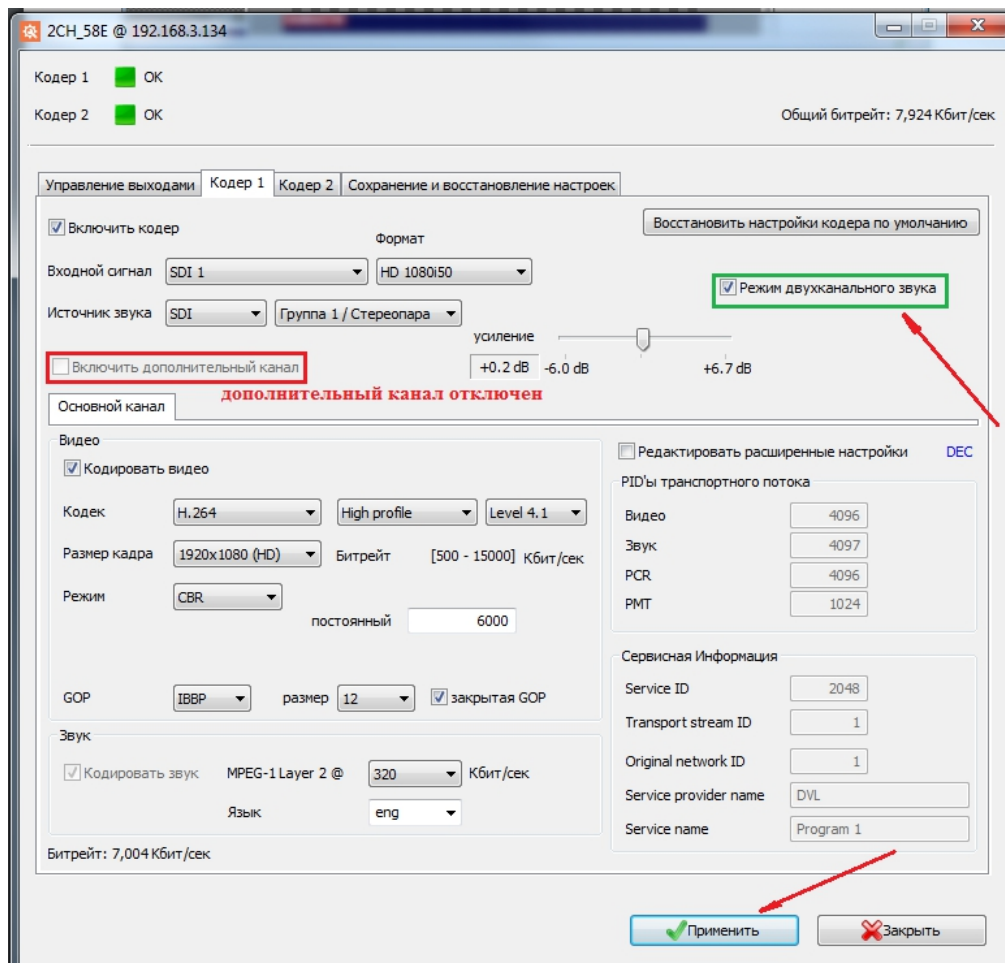 2CH_58E @ 192.168.3.134
Кодер 1 OK
Кодер 2 OK
Общий битрейт: 7,924 Кбит/сек
Управление выходами Кодер 1 Кодер 2 Сохранение и восстановление настроек
Включить кодер
Восстановить настройки кодера по умолчанию
Формат
Входной сигнал SDI 1 HD 1080i50
Режим двухканального звука
Источник звука SDI Группа 1 / Стереопара
усиление
+0.2 dB -6.0 dB +6.7 dB
Включить дополнительный канал
дополнительный канал отключен
Основной канал
Видео
Кодировать видео
Кодек H.264 High profile Level 4.1
Размер кадра 1920x1080 (HD) Битрейт [500 - 15000] Кбит/сек
Режим CBR
постоянный 6000
GOP IBBP размер 12 закрытая GOP
Звук
Кодировать звук MPEG-1 Layer 2 @ 320 Кбит/сек
Язык eng
Битрейт: 7,004 Кбит/сек
Редактировать расширенные настройки DEC
PID'ы транспортного потока
Видео 4096
Звук 4097
PCR 4096
PMT 1024
Сервисная Информация
Service ID 2048
Transport stream ID 1
Original network ID 1
Service provider name DVL
Service name Program 1
Применить Закрыть